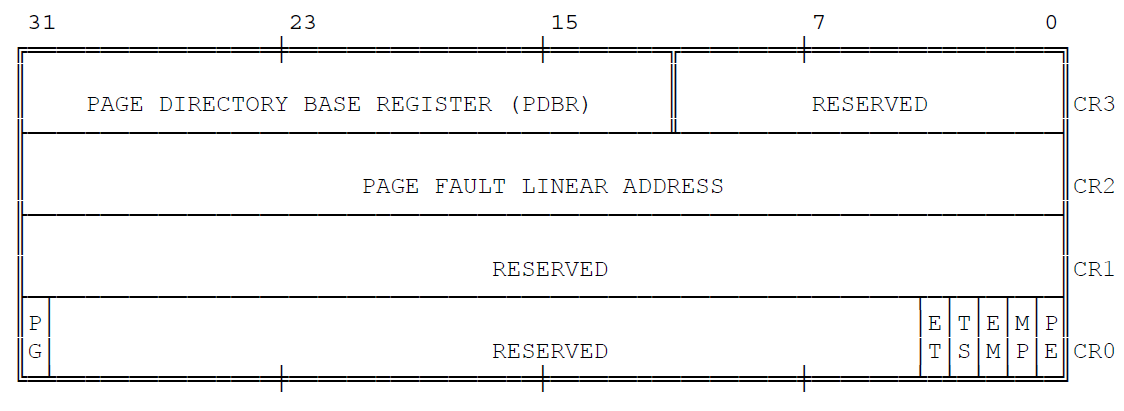 31 23 15 7 0
PAGE DIRECTORY BASE REGISTER (PDBR) RESERVED CR3
PAGE FAULT LINEAR ADDRESS CR2
RESERVED CR1
P E T E M P
G RESERVED T S M P E CR0